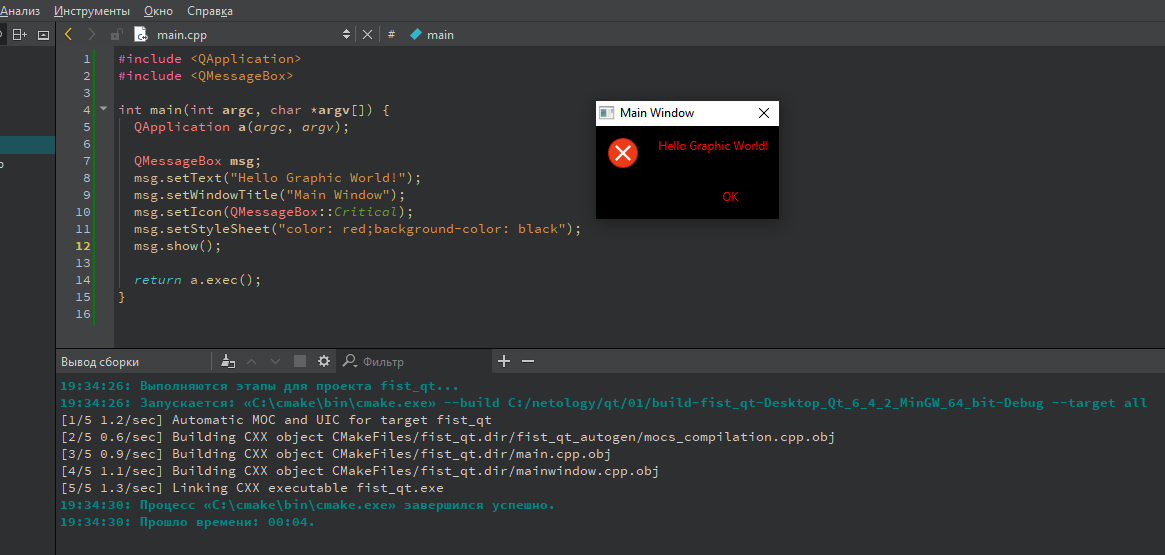 Анализ Инструменты Окно Справка
main.cpp # main
1 #include <QApplication>
2 #include <QMessageBox>
3
4 int main(int argc, char *argv[]) {
5 QApplication a(argc, argv);
6
7 QMessageBox msg;
8 msg.setText("Hello Graphic World!");
9 msg.setWindowTitle("Main Window");
10 msg.setIcon(QMessageBox::Critical);
11 msg.setStyleSheet("color: red;background-color: black");
12 msg.show();
13
14 return a.exec();
15 }
16
Main Window
Hello Graphic World!
OK
Вывод сборки Фильтр
19:34:26: Выполняются этапы для проекта fist_qt...
19:34:26: Запускается: «C:\cmake\bin\cmake.exe» --build C:/netology/qt/01/build-fist_qt-Desktop_Qt_6_4_2_MinGW_64_bit-Debug --target all
[1/5 1.2/sec] Automatic MOC and UIC for target fist_qt
[2/5 0.6/sec] Building CXX object CMakeFiles/fist_qt.dir/fist_qt_autogen/mocs_compilation.cpp.obj
[3/5 0.9/sec] Building CXX object CMakeFiles/fist_qt.dir/main.cpp.obj
[4/5 1.1/sec] Building CXX object CMakeFiles/fist_qt.dir/mainwindow.cpp.obj
[5/5 1.3/sec] Linking CXX executable fist_qt.exe
19:34:30: Процесс «C:\cmake\bin\cmake.exe» завершился успешно.
19:34:30: Прошло времени: 00:04.